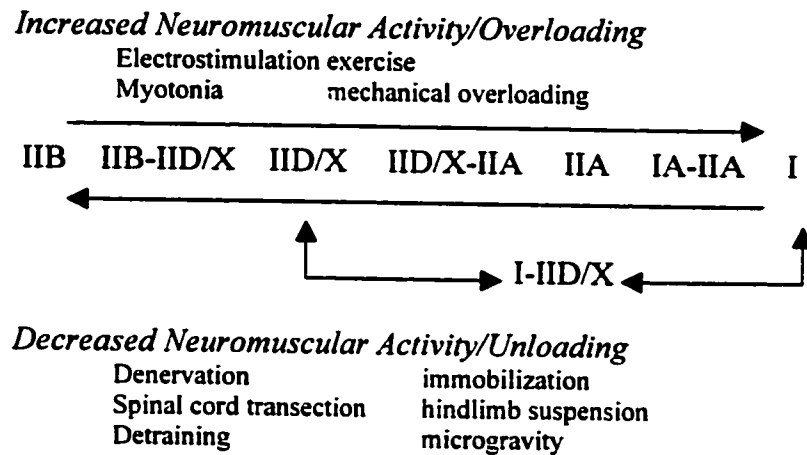 Increased Neuromuscular Activity/Overloading
Electrostimulation exercise
Myotonia mechanical overloading
IIB IIB-IID/X IID/X IID/X-IIA IIA IA-IIA I
I-IID/X
Decreased Neuromuscular Activity/Unloading
Denervation immobilization
Spinal cord transection hindlimb suspension
Detraining microgravity